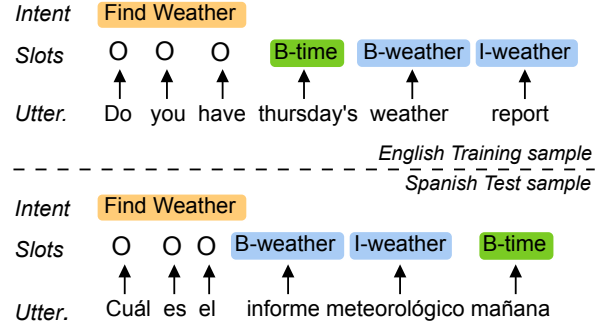 Intent Find Weather
Slots O O O B-time B-weather I-weather
Utter. Do you have thursday's weather report
English Training sample
Spanish Test sample
Intent Find Weather
Slots O O O B-weather I-weather B-time
Utter. Cuál es el informe meteorológico mañana